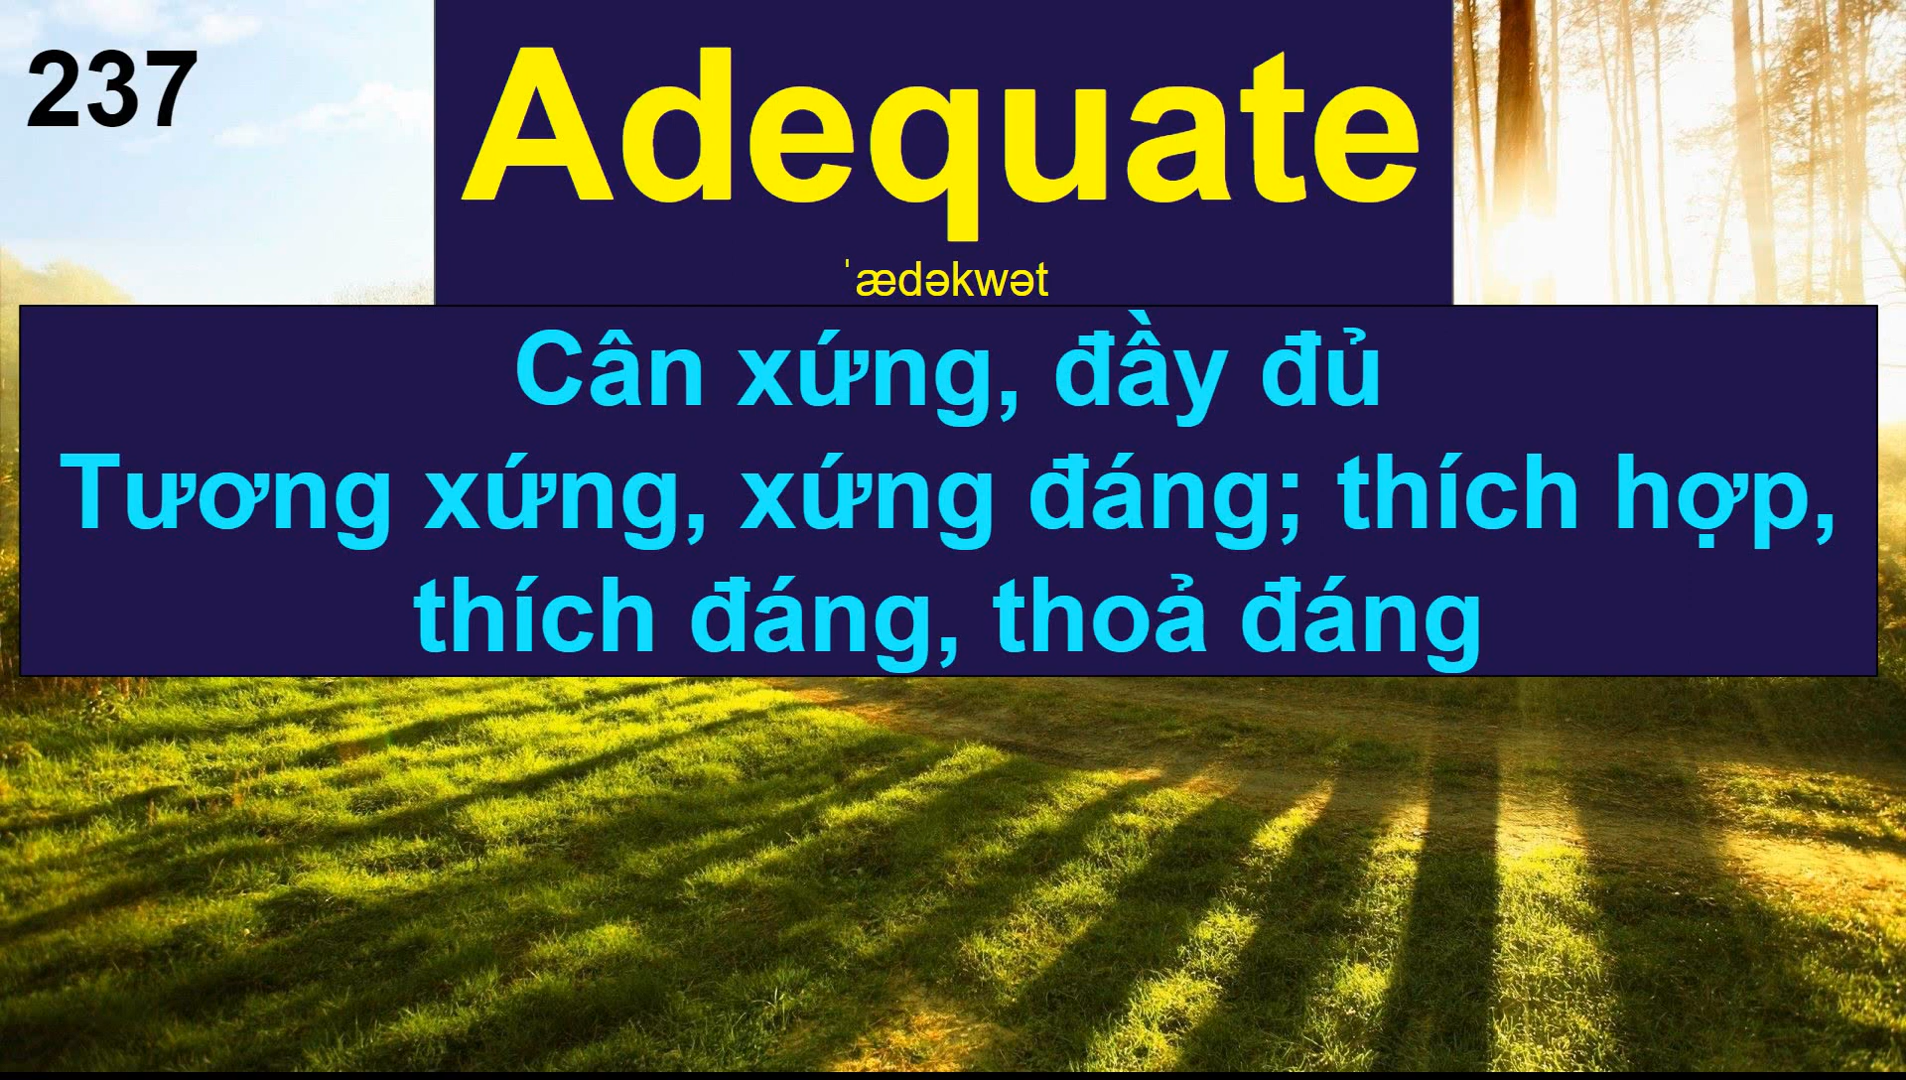 237
Adequate
ˈædəkwət
Cân xứng, đầy đủ
Tương xứng, xứng đáng; thích hợp,
thích đáng, thoả đáng